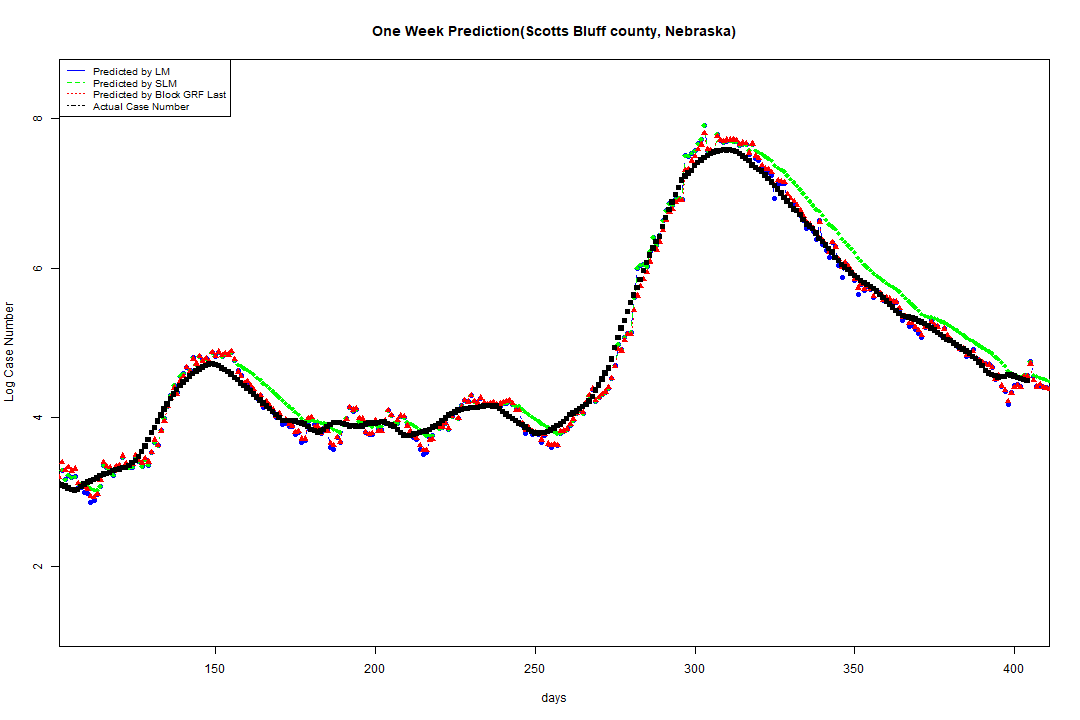 One Week Prediction(Scotts Bluff county, Nebraska)
Predicted by LM
Predicted by SLM
Predicted by Block GRF Last
Actual Case Number
8
6
4
2
Log Case Number
150 200 250 300 350 400
days